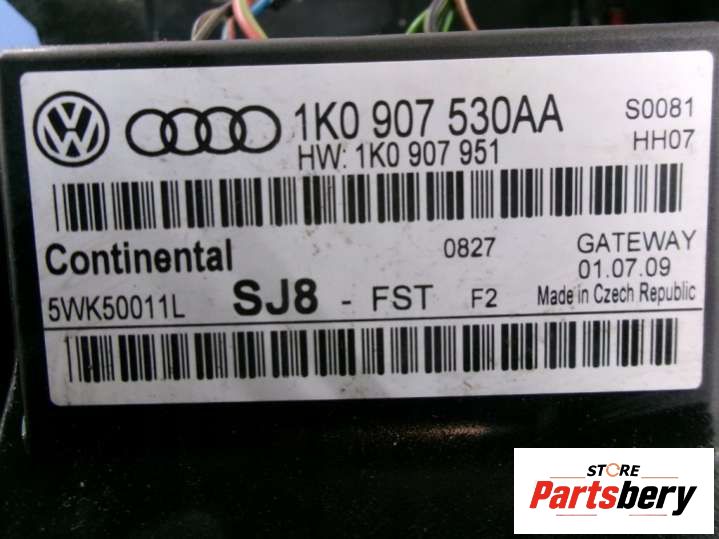 1K0 907 530AA
S0081
HW: 1K0 907 951
HH07
Continental
0827
GATEWAY
01.07.09
5WK50011L
SJ8 - FST F2
Made in Czech Republic
STORE
Partsbery